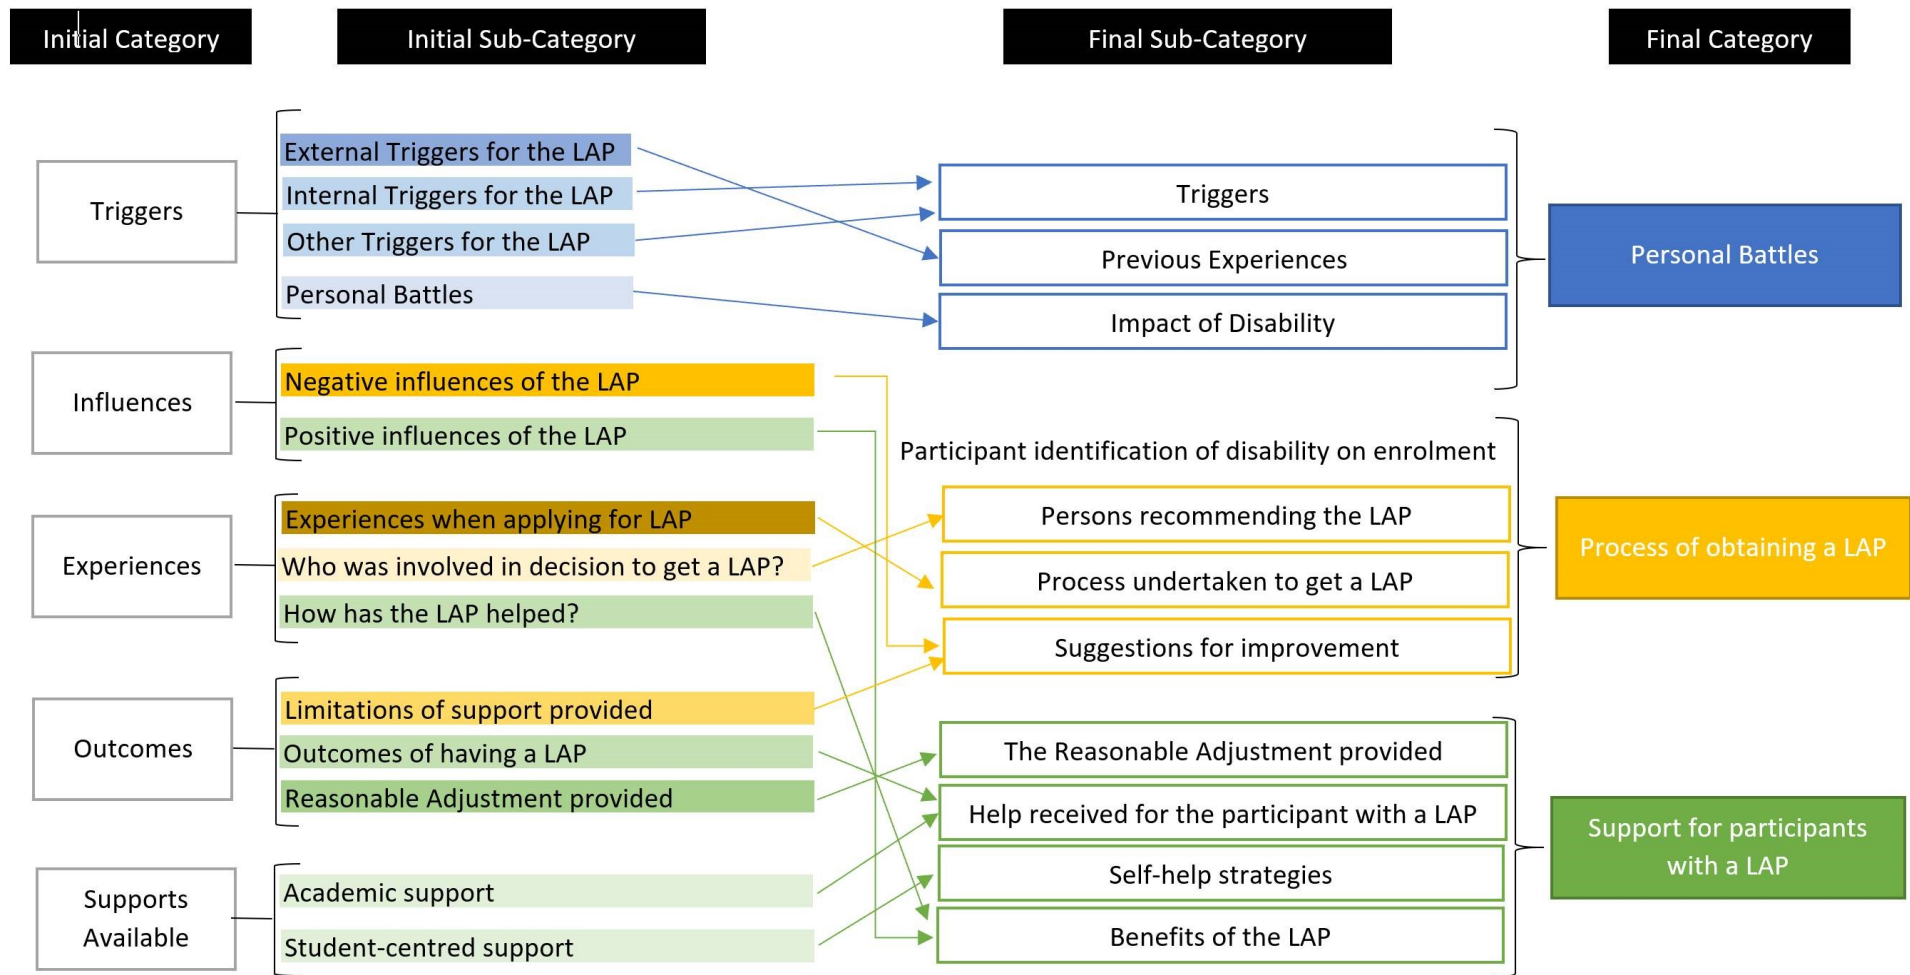 Initial Category
Initial Sub-Category
Final Sub-Category
Final Category
Triggers
External Triggers for the LAP
Internal Triggers for the LAP
Other Triggers for the LAP
Personal Battles
Influences
Negative influences of the LAP
Positive influences of the LAP
Experiences
Experiences when applying for LAP
Who was involved in decision to get a LAP?
How has the LAP helped?
Outcomes
Limitations of support provided
Outcomes of having a LAP
Reasonable Adjustment provided
Supports
Available
Academic support
Student-centred support
Triggers
Previous Experiences
Impact of Disability
Participant identification of disability on enrolment
Persons recommending the LAP
Process undertaken to get a LAP
Suggestions for improvement
The Reasonable Adjustment provided
Help received for the participant with a LAP
Self-help strategies
Benefits of the LAP
Personal Battles
Process of obtaining a LAP
Support for participants
with a LAP